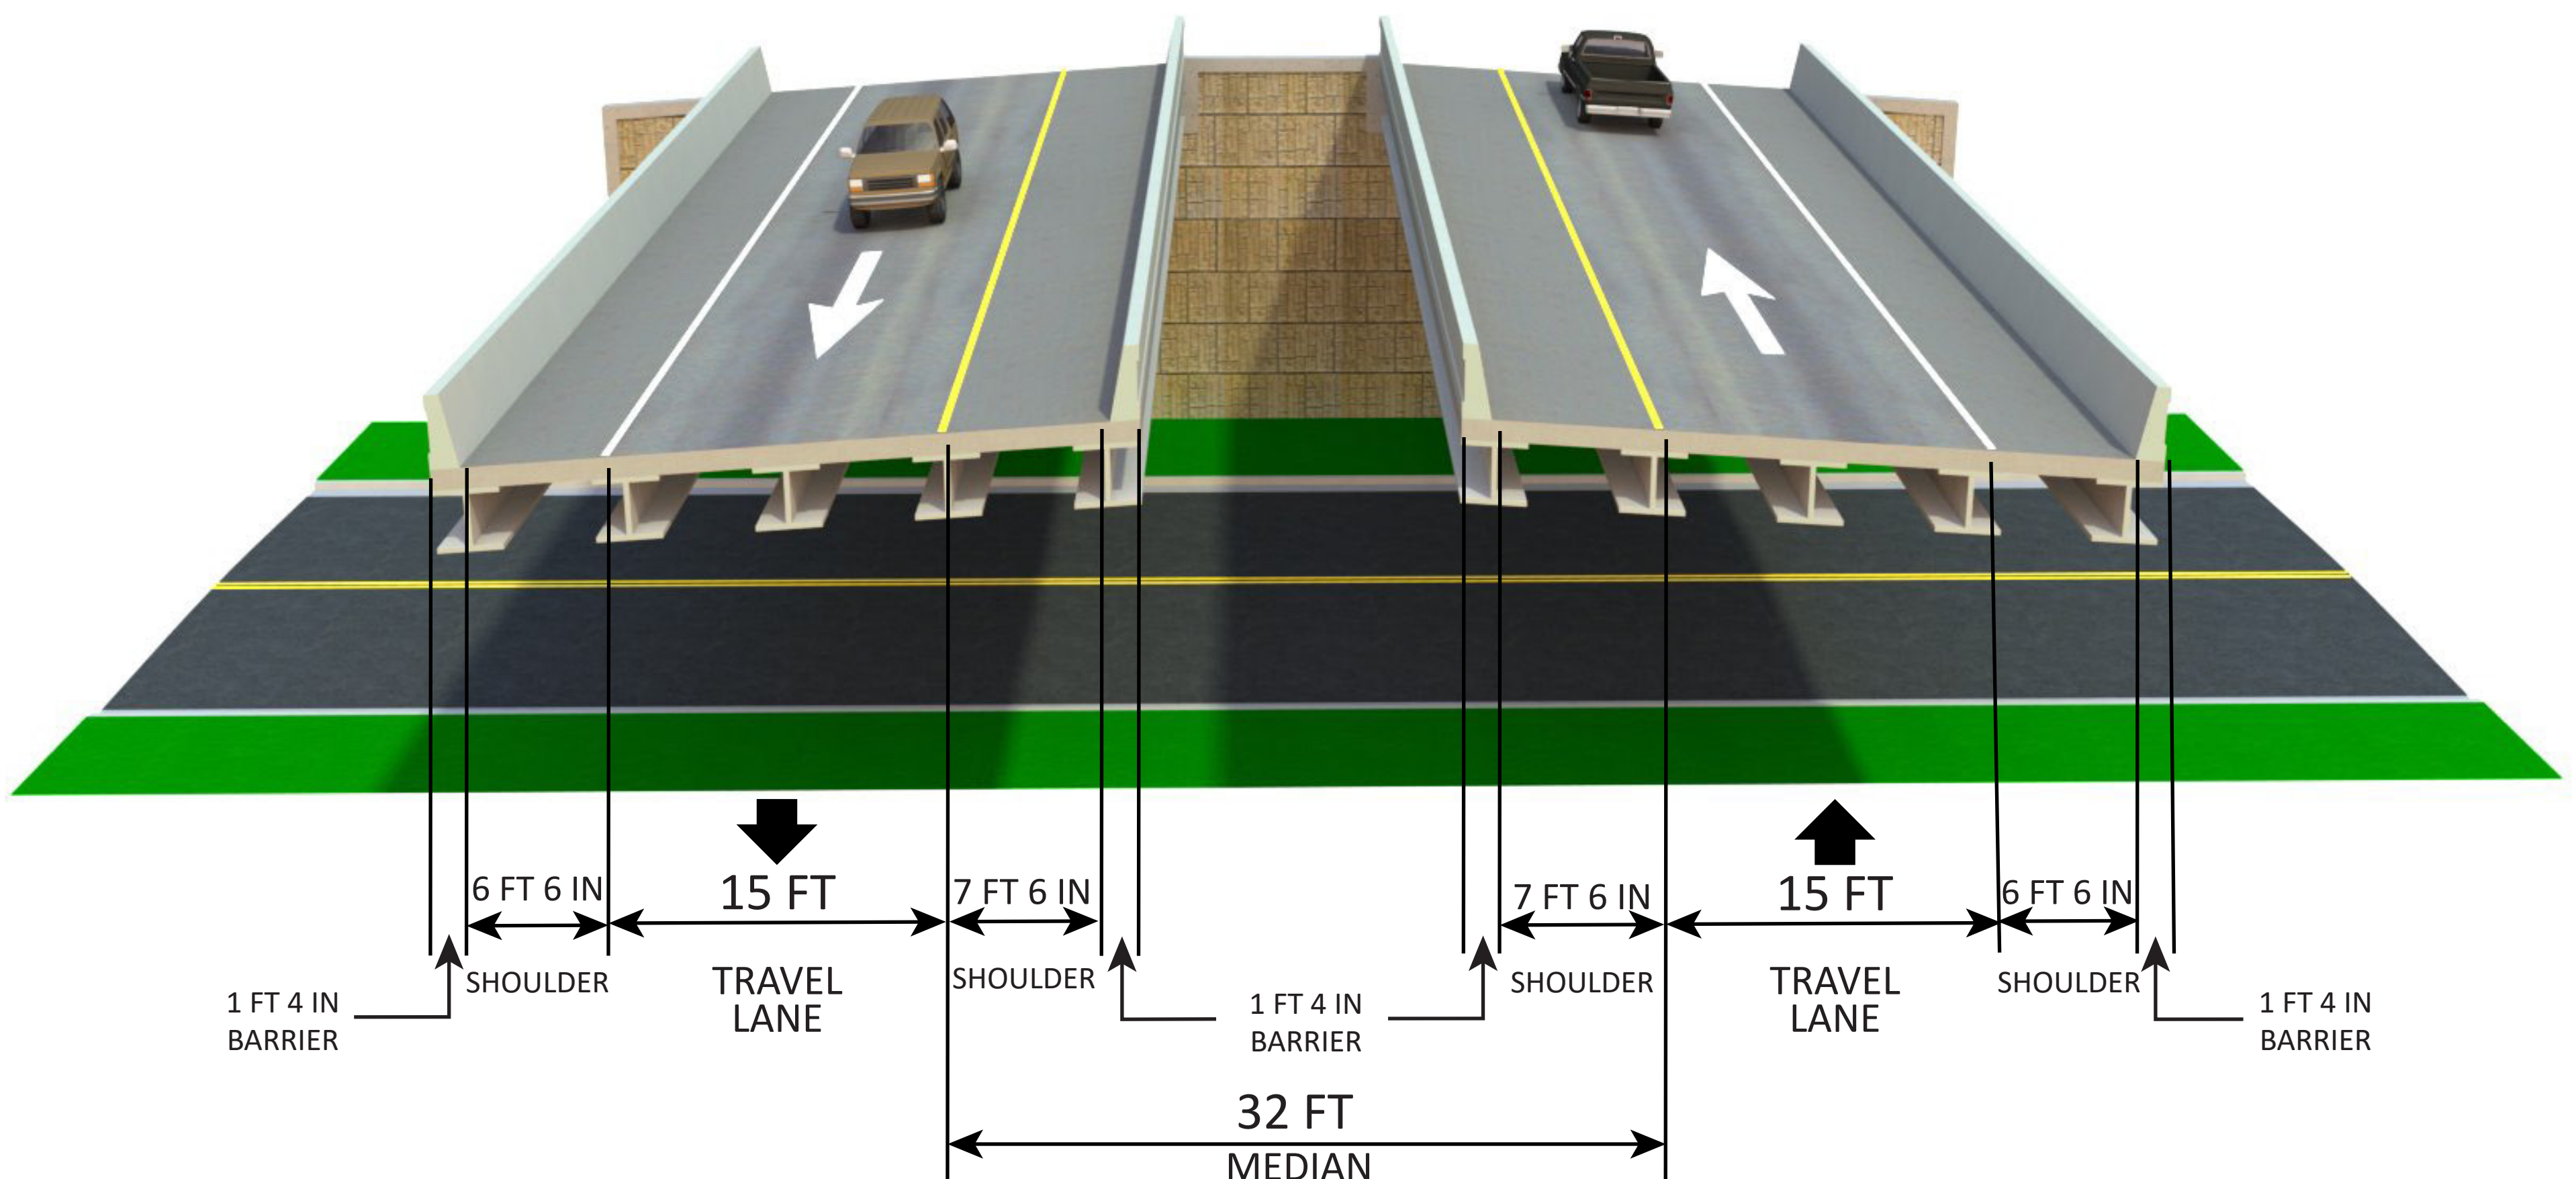 6 FT 6 IN
15 FT
7 FT 6 IN
7 FT 6 IN
15 FT
6 FT 6 IN
SHOULDER
TRAVEL
LANE
SHOULDER
SHOULDER
TRAVEL
LANE
SHOULDER
1 FT 4 IN
BARRIER
1 FT 4 IN
BARRIER
1 FT 4 IN
BARRIER
32 FT
MEDIAN